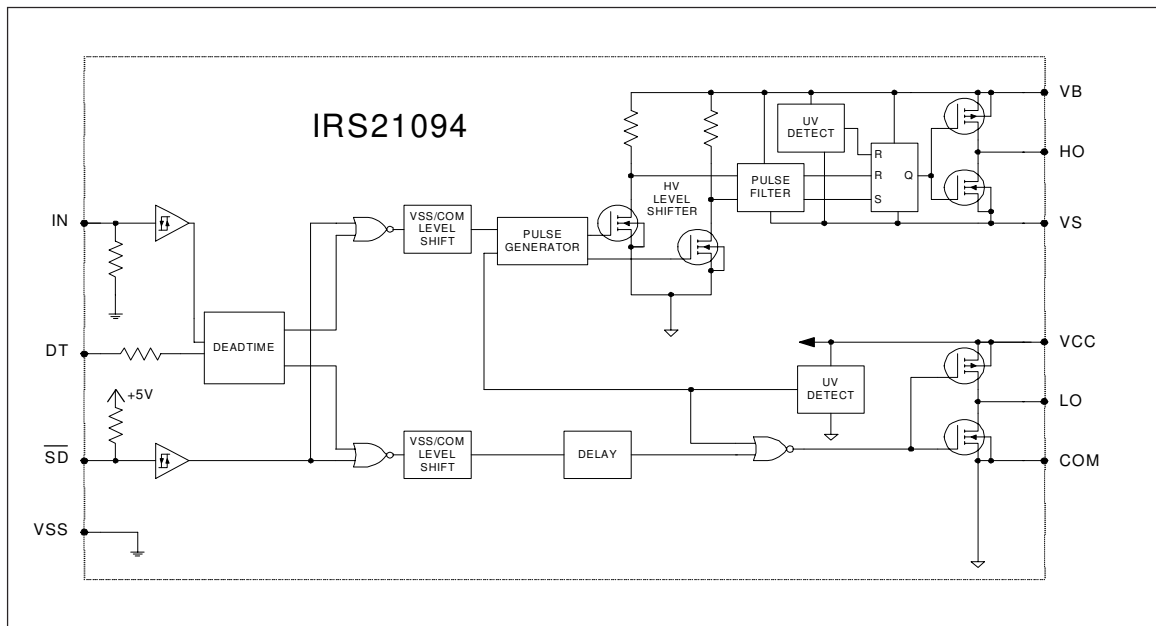 IRS21094
VB
UV
DETECT
R
HO
R
Q
PULSE
FILTER
S
HV
LEVEL
SHIFTER
IN
VSS/COM
LEVEL
SHIFT
PULSE
GENERATOR
VS
DEADTIME
DT
VCC
+5V
UV
DETECT
LO
SD
VSS/COM
LEVEL
SHIFT
DELAY
COM
VSS